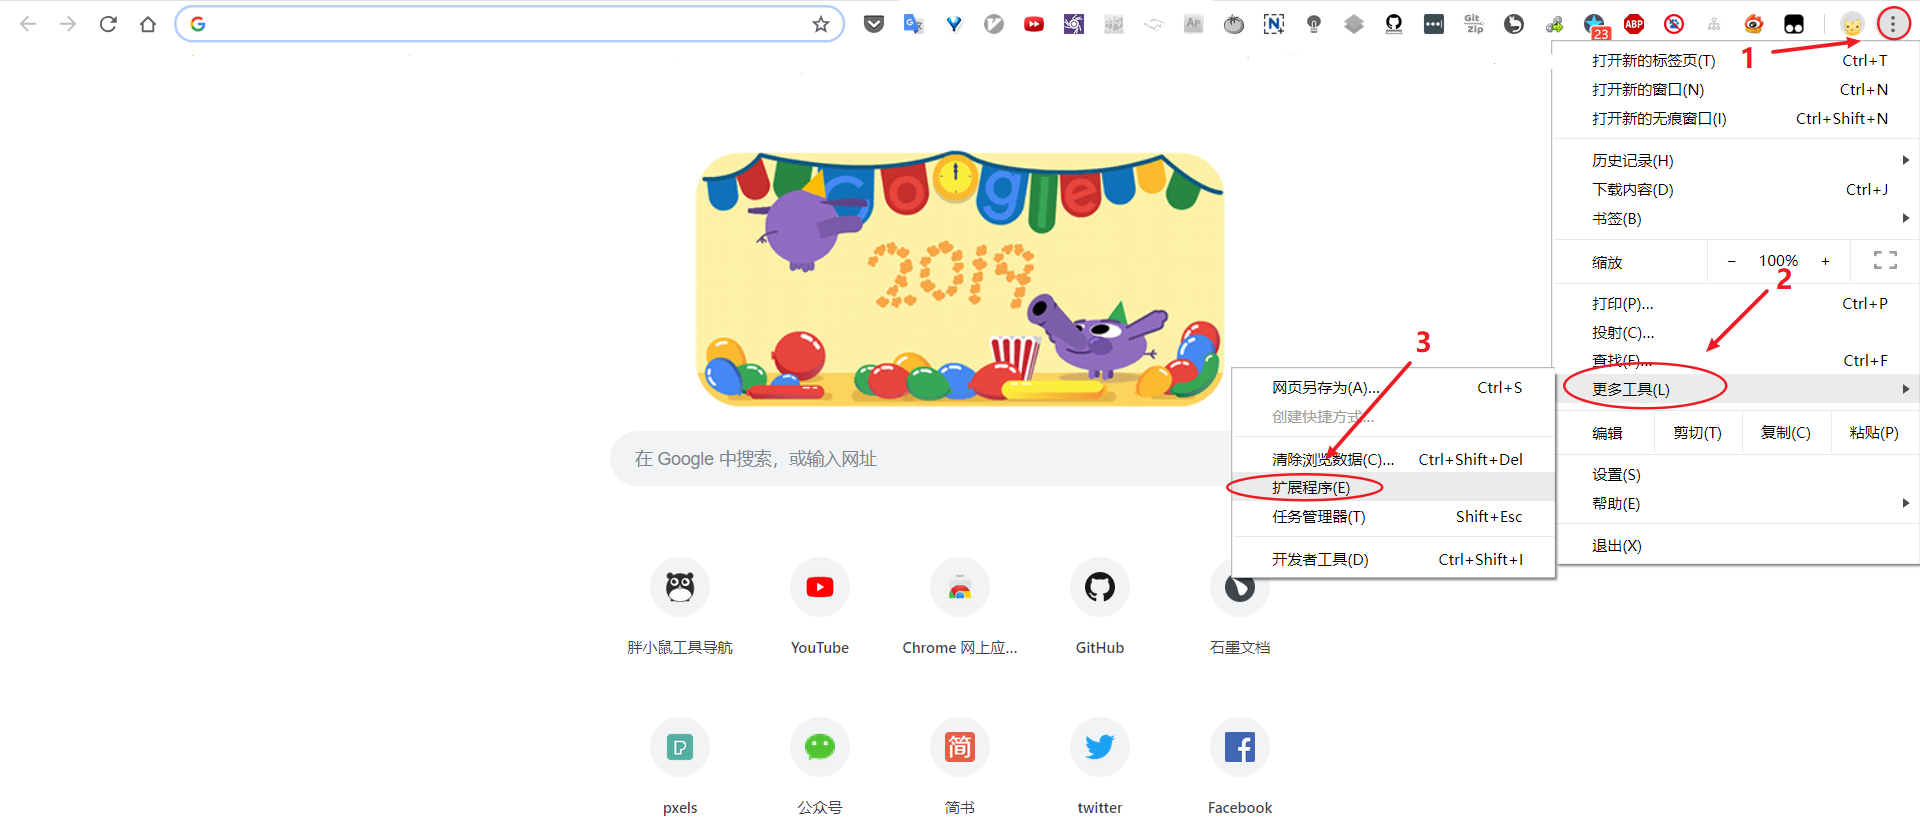 Git
Zip
AP
ABP
23
1
打开新的标签页(T) Ctrl+T
打开新的窗口(N) Ctrl+N
打开新的无痕窗口(I) Ctrl+Shift+N
历史记录(H)
下载内容(D) Ctrl+J
书签(B)
缩放 − 100% +
2
打印(P)... Ctrl+P
投射(C)...
查找(F)... Ctrl+F
更多工具(L)
编辑 剪切(T) 复制(C) 粘贴(P)
设置(S)
帮助(E)
退出(X)
3
网页另存为(A)... Ctrl+S
创建快捷方式...
清除浏览数据(C)... Ctrl+Shift+Del
扩展程序(E)
任务管理器(T) Shift+Esc
开发者工具(D) Ctrl+Shift+I
Google
2019
在 Google 中搜索，或输入网址
胖小鼠工具导航 YouTube Chrome 网上应... GitHub 石墨文档
简
pxels 公众号 简书 twitter Facebook